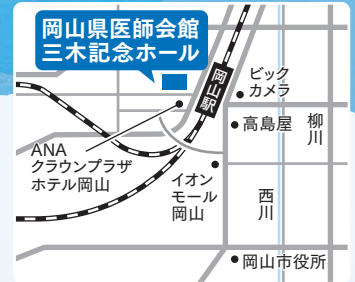 岡山県医師会館
三木記念ホール
岡山駅
ビック
カメラ
高島屋
柳川
ANA
クラウンプラザ
ホテル岡山
イオン
モール
岡山
西川
岡山市役所